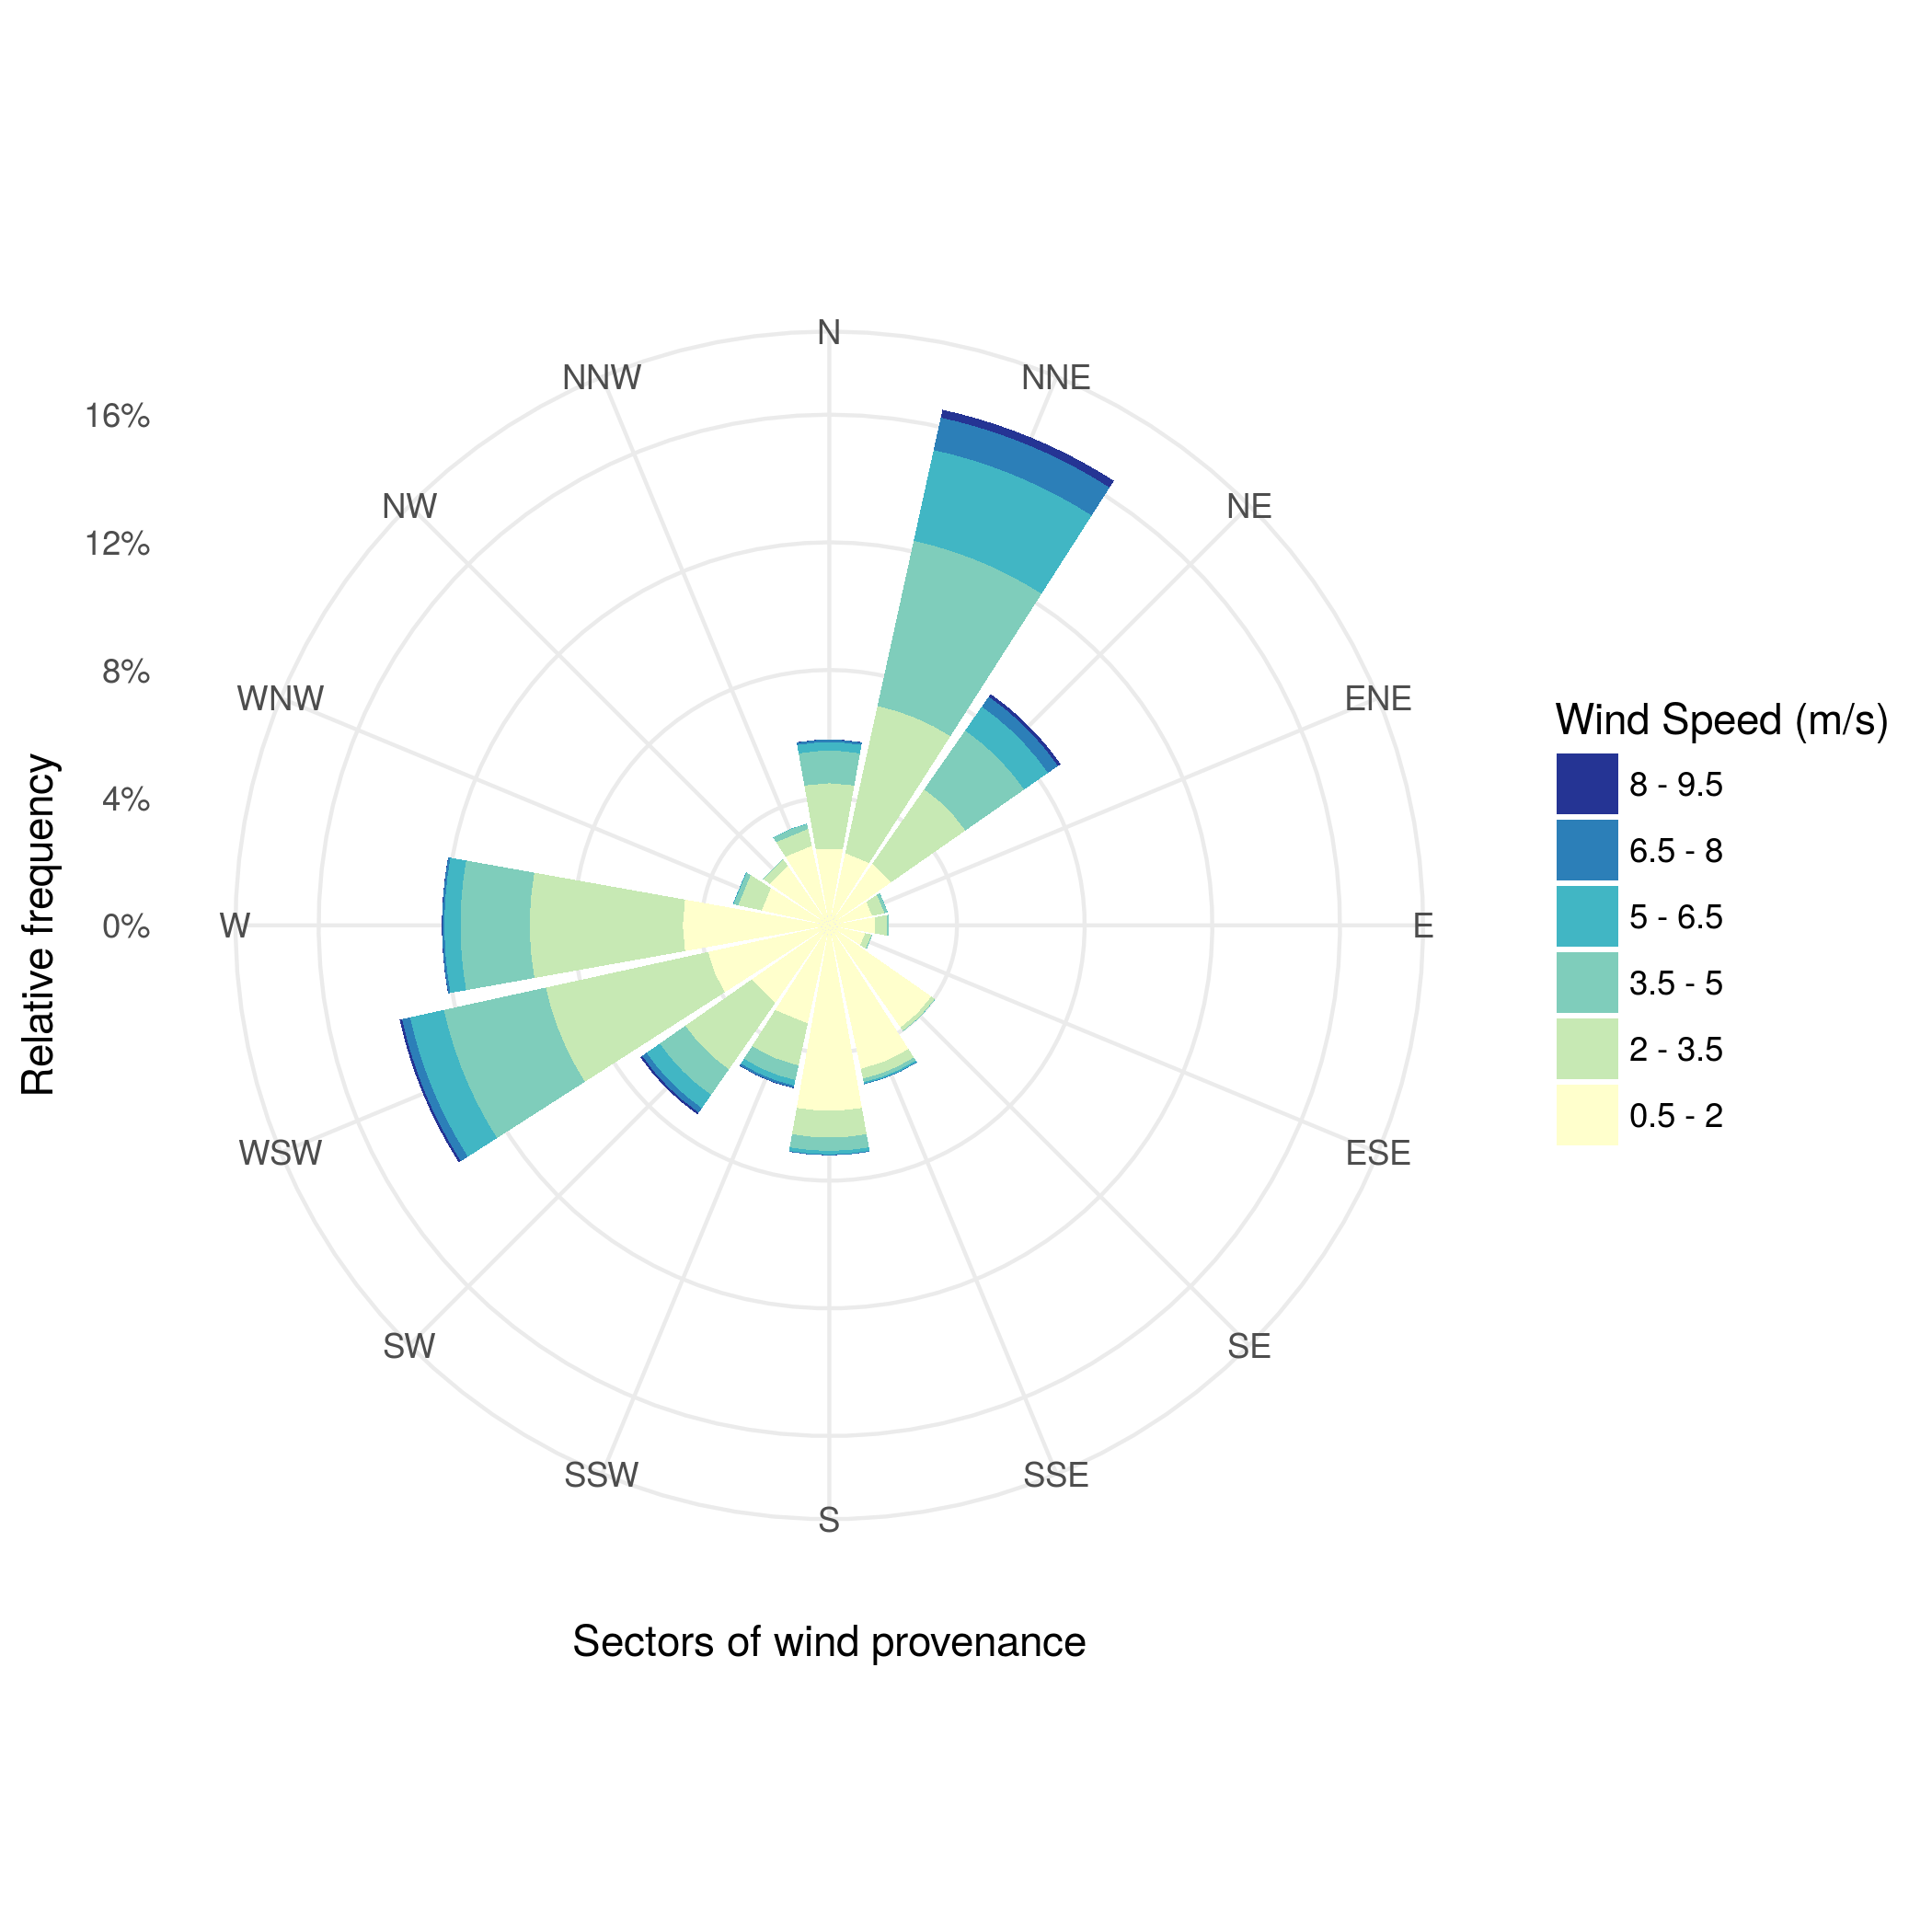 N
NNW
NNE
16%
NW
NE
12%
8%
WNW
ENE
4%
W
0%
E
WSW
ESE
SW
SE
SSW
SSE
S
Relative frequency
Sectors of wind provenance
Wind Speed (m/s)
8 - 9.5
6.5 - 8
5 - 6.5
3.5 - 5
2 - 3.5
0.5 - 2